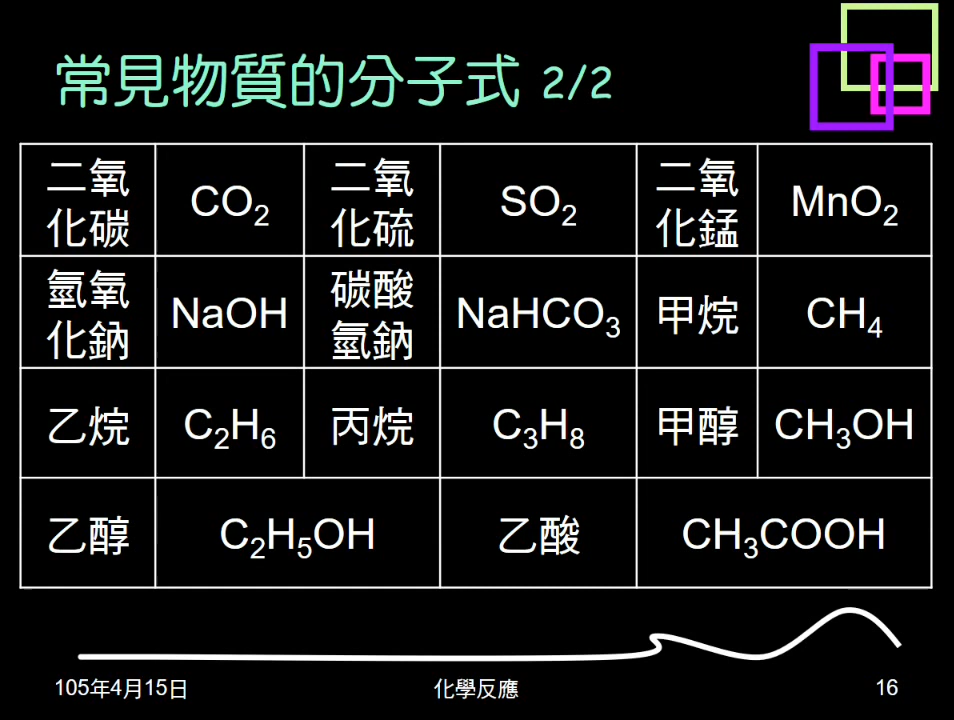 常見物質的分子式 2/2
二氧
化碳
CO₂
二氧
化硫
SO₂
二氧
化錳
MnO₂
氫氧
化鈉
NaOH
碳酸
氫鈉
NaHCO₃
甲烷
CH₄
乙烷
C₂H₆
丙烷
C₃H₈
甲醇
CH₃OH
乙醇
C₂H₅OH
乙酸
CH₃COOH
105年4月15日
化學反應
16